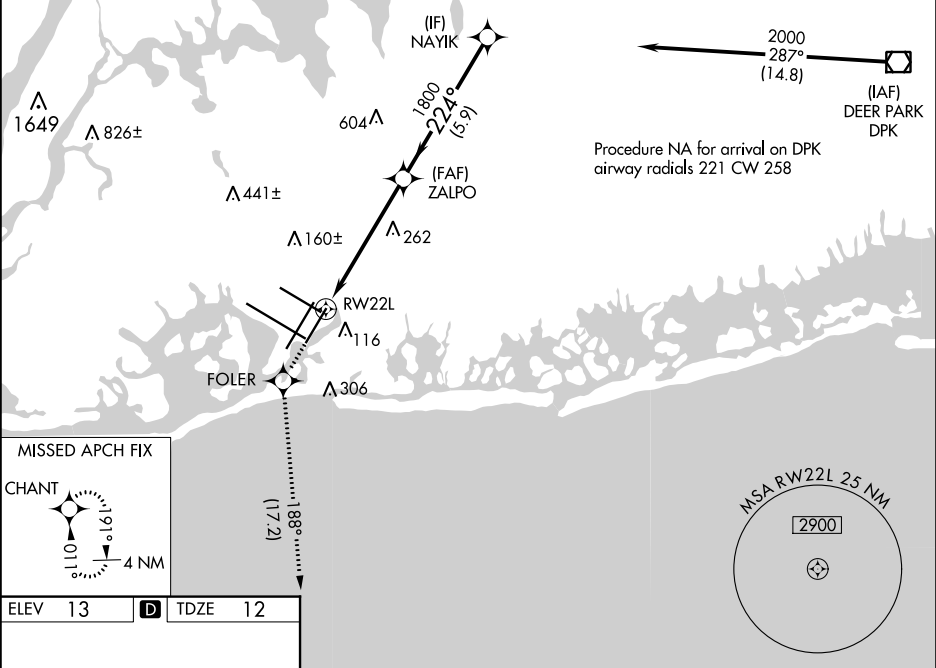 (IF)
NAYIK
2000
287°
(14.8)
(IAF)
DEER PARK
DPK
1649
826±
604
1800
224°
(5.9)
Procedure NA for arrival on DPK
airway radials 221 CW 258
(FAF)
ZALPO
441±
160±
262
RW22L
116
FOLER
306
MISSED APCH FIX
CHANT
191°
011°
4 NM
188°
(17.2)
MSA RW22L 25 NM
2900
ELEV 13 D TDZE 12